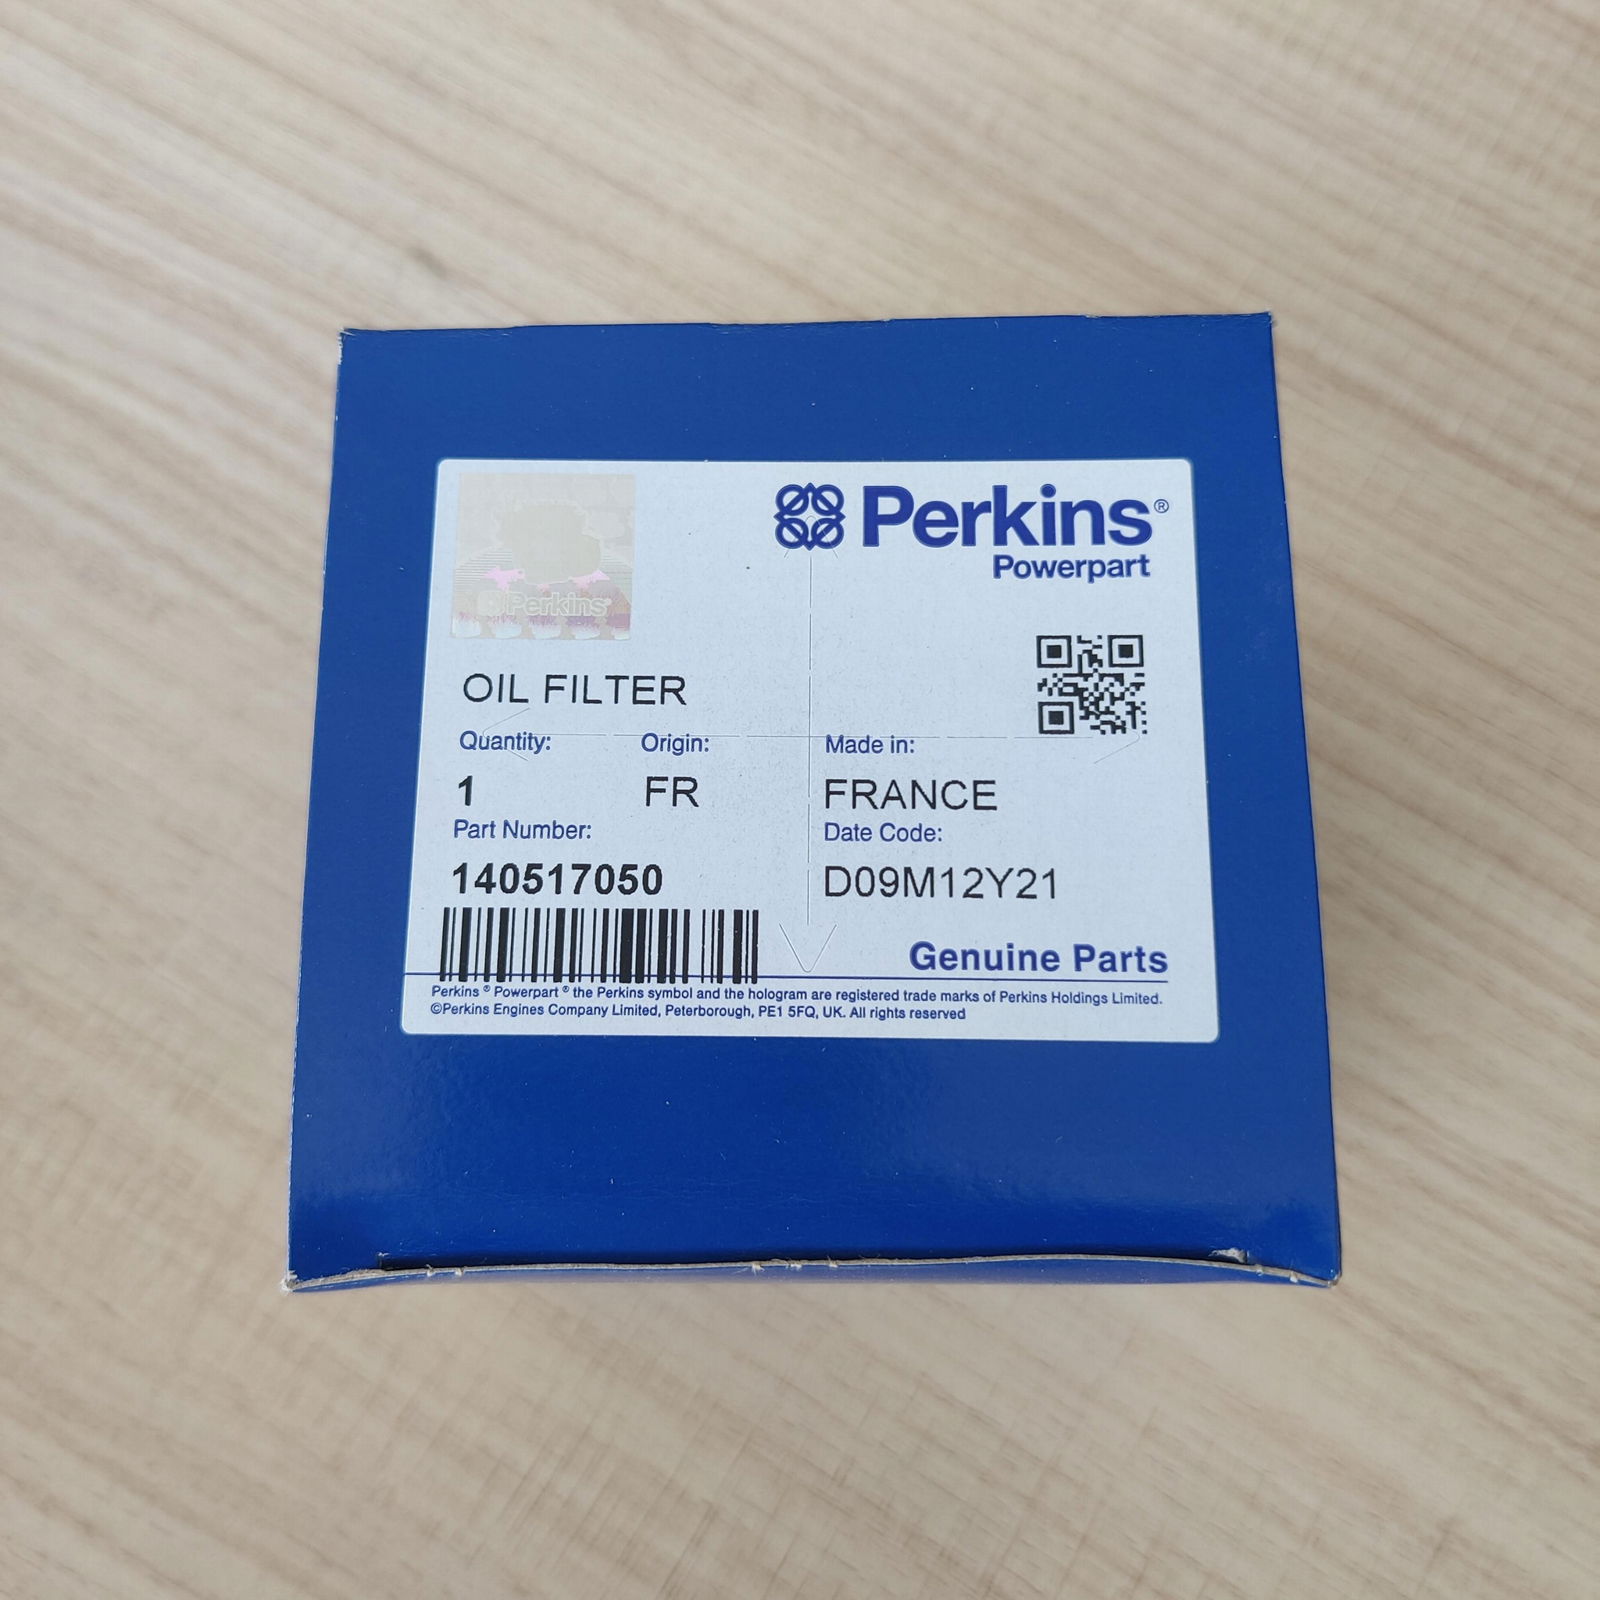 Perkins®
Powerpart
Perkins
OIL FILTER
Quantity: Origin: Made in:
1 FR FRANCE
Part Number: Date Code:
140517050 D09M12Y21
Genuine Parts
Perkins ® Powerpart ® the Perkins symbol and the hologram are registered trade marks of Perkins Holdings Limited.
©Perkins Engines Company Limited, Peterborough, PE1 5FQ, UK. All rights reserved